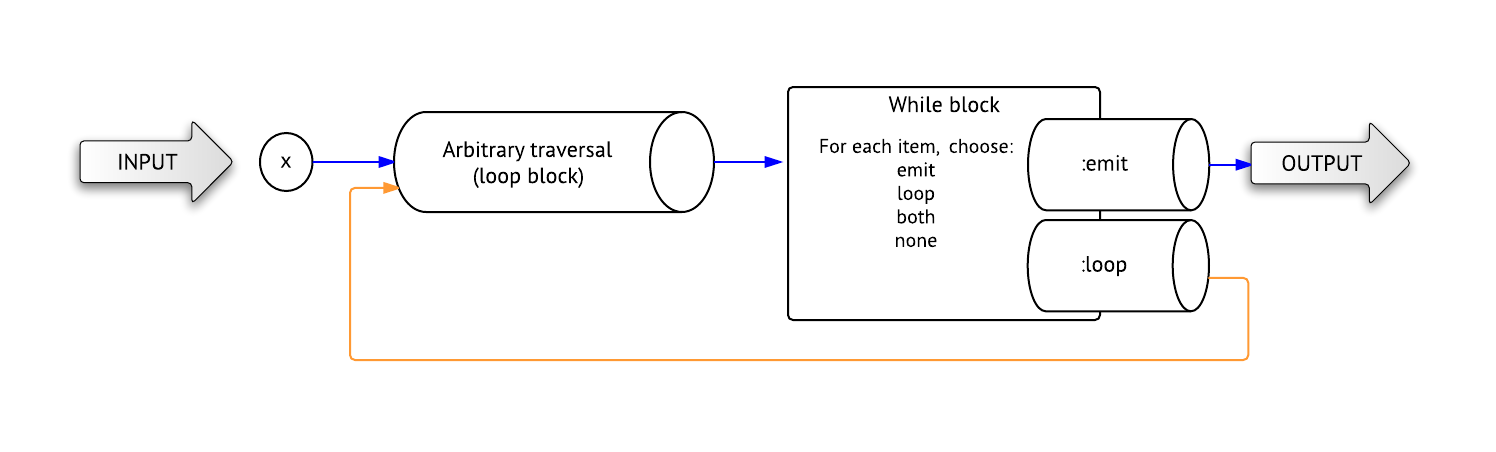 INPUT
x
Arbitrary traversal
(loop block)
While block
For each item, choose:
emit
loop
both
none
:emit
:loop
OUTPUT